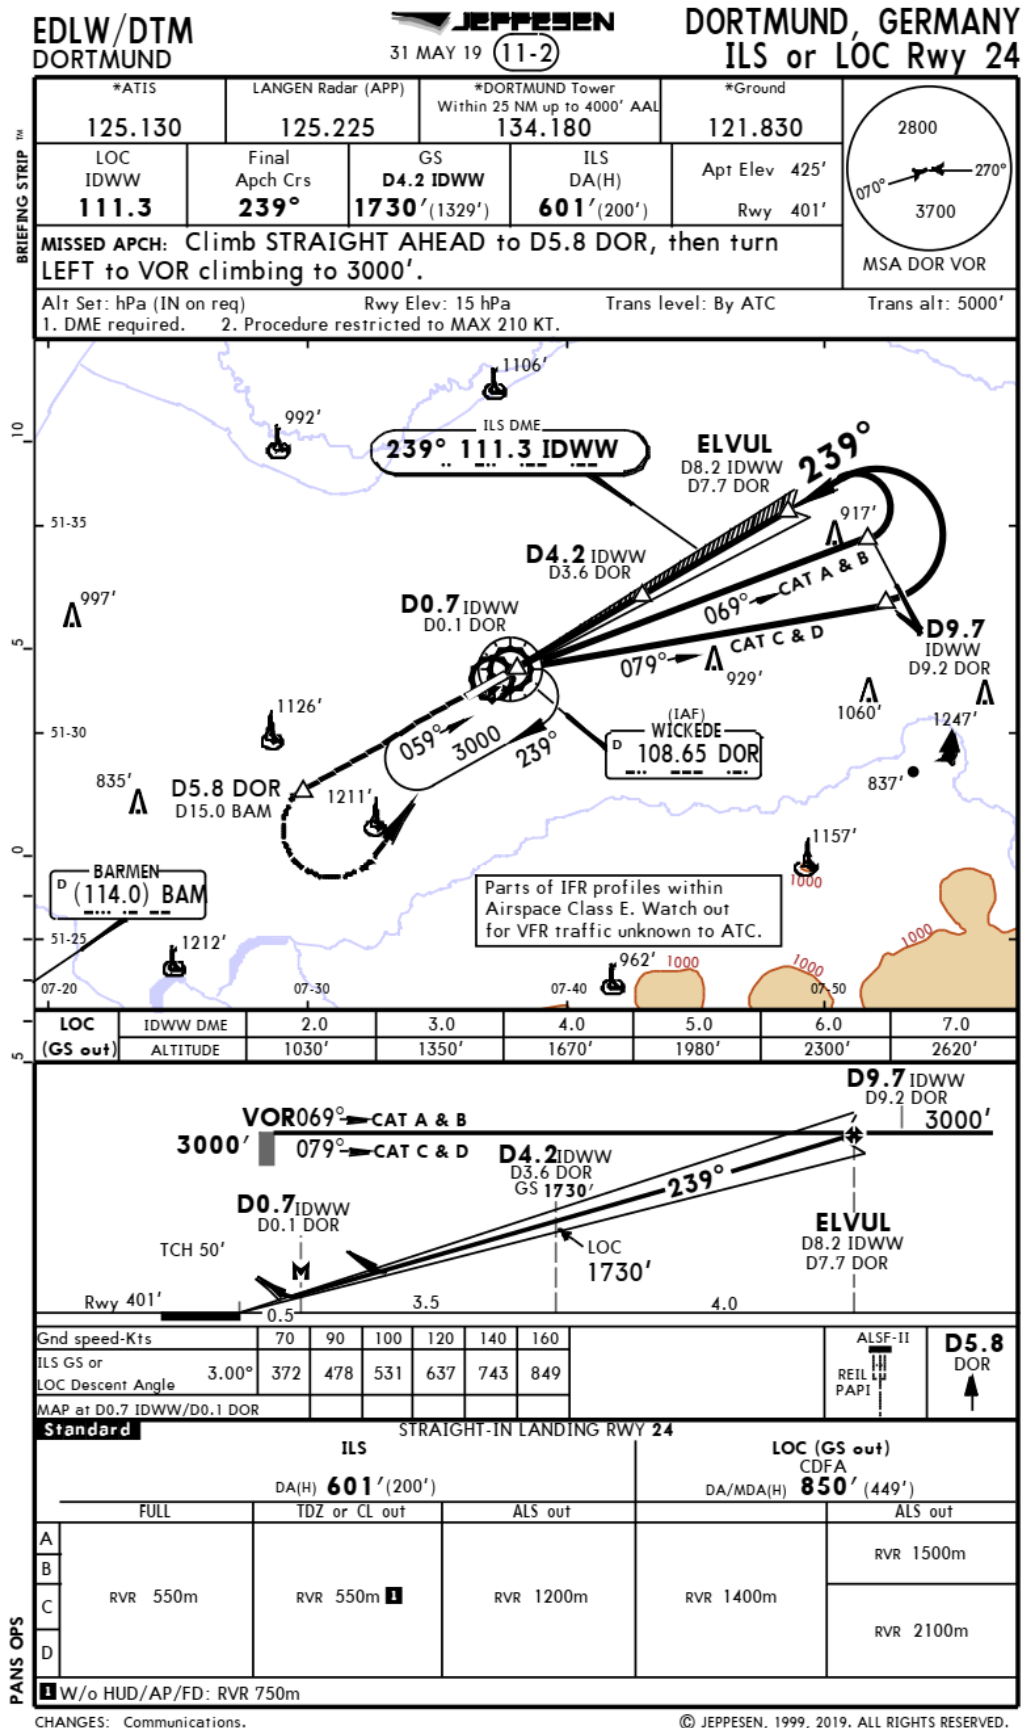 EDLW/DTM
DORTMUND
JEPPESEN
31 MAY 19 11-2
DORTMUND, GERMANY
ILS or LOC Rwy 24
BRIEFING STRIP ™
*ATIS
125.130
LANGEN Radar (APP)
125.225
*DORTMUND Tower
Within 25 NM up to 4000' AAL
134.180
*Ground
121.830
LOC
IDWW
111.3
Final
Apch Crs
239°
GS
D4.2 IDWW
1730'(1329')
ILS
DA(H)
601'(200')
Apt Elev 425'
Rwy 401'
2800
270°
070°
3700
MSA DOR VOR
MISSED APCH: Climb STRAIGHT AHEAD to D5.8 DOR, then turn
LEFT to VOR climbing to 3000'.
Alt Set: hPa (IN on req) Rwy Elev: 15 hPa Trans level: By ATC Trans alt: 5000'
1. DME required. 2. Procedure restricted to MAX 210 KT.
1106'
992'
10
ILS DME
239° 111.3 IDWW
ELVUL
D8.2 IDWW
D7.7 DOR
239°
51-35
917'
D4.2 IDWW
D3.6 DOR
069° CAT A & B
997'
D0.7 IDWW
D0.1 DOR
079° CAT C & D
D9.7
IDWW
D9.2 DOR
5
929'
1060'
1247'
1126'
059° 3000 239°
(IAF)
WICKEDE
D 108.65 DOR
51-30
835'
D5.8 DOR
D15.0 BAM
1211'
837'
0
1157'
1000
BARMEN
D (114.0) BAM
Parts of IFR profiles within
Airspace Class E. Watch out
for VFR traffic unknown to ATC.
51-25
1212'
962'
1000
1000
1000
07-20
07-30
07-40
07-50
5
LOC IDWW DME 2.0 3.0 4.0 5.0 6.0 7.0
(GS out) ALTITUDE 1030' 1350' 1670' 1980' 2300' 2620'
D9.7 IDWW
D9.2 DOR
VOR 069° CAT A & B
3000'
3000' 079° CAT C & D
D4.2 IDWW
D3.6 DOR
GS 1730'
239°
D0.7 IDWW
D0.1 DOR
ELVUL
D8.2 IDWW
D7.7 DOR
TCH 50'
M
LOC
1730'
Rwy 401'
0.5 3.5 4.0
Gnd speed-Kts 70 90 100 120 140 160
ILS GS or
LOC Descent Angle 3.00° 372 478 531 637 743 849
MAP at D0.7 IDWW/D0.1 DOR
ALSF-II
REIL
PAPI
D5.8
DOR
Standard STRAIGHT-IN LANDING RWY 24
ILS
DA(H) 601'(200')
LOC (GS out)
CDFA
DA/MDA(H) 850'(449')
FULL TDZ or CL out ALS out ALS out
A
B
C
D
RVR 550m
RVR 550m 1
RVR 1200m
RVR 1400m
RVR 1500m
RVR 2100m
1 W/o HUD/AP/FD: RVR 750m
PANS OPS
CHANGES: Communications.
© JEPPESEN, 1999, 2019. ALL RIGHTS RESERVED.